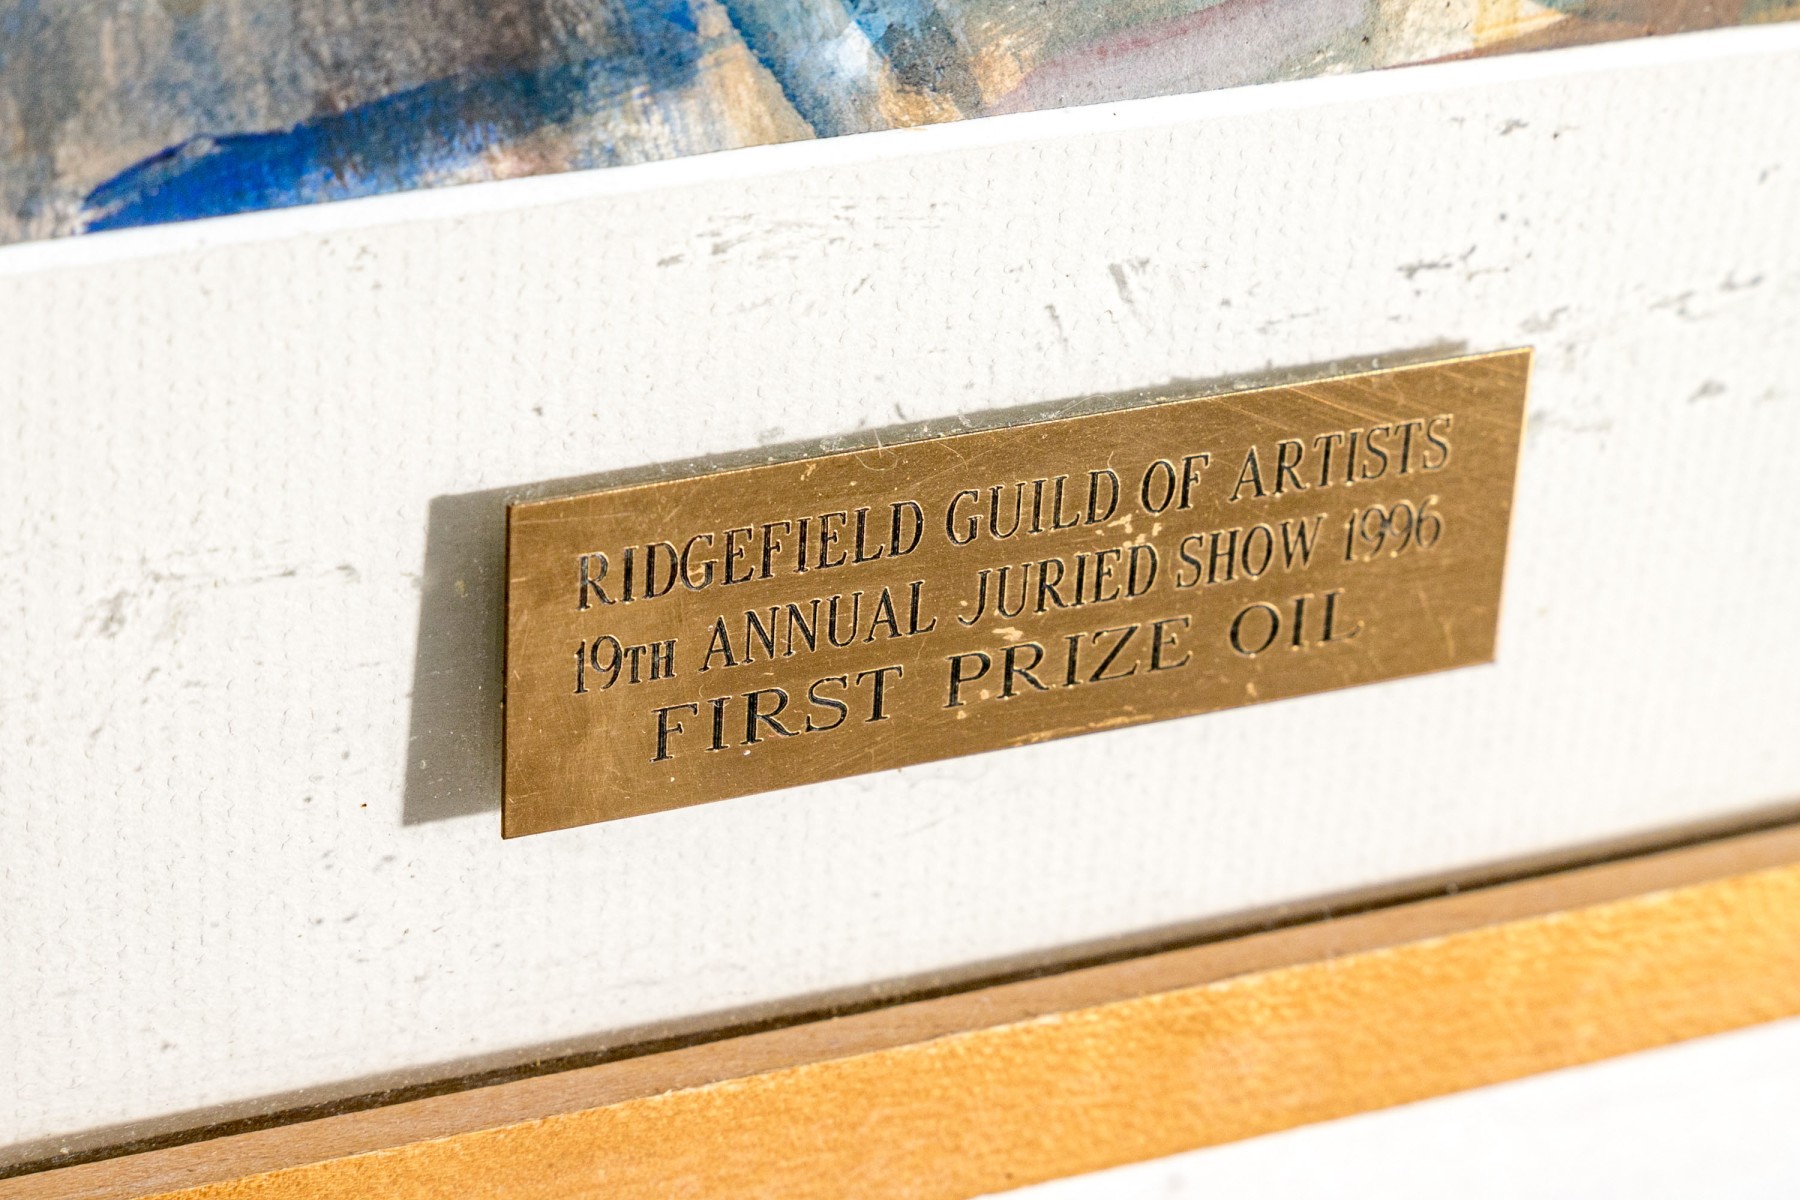 RIDGEFIELD GUILD OF ARTISTS
19TH ANNUAL JURIED SHOW 1996
FIRST PRIZE OIL